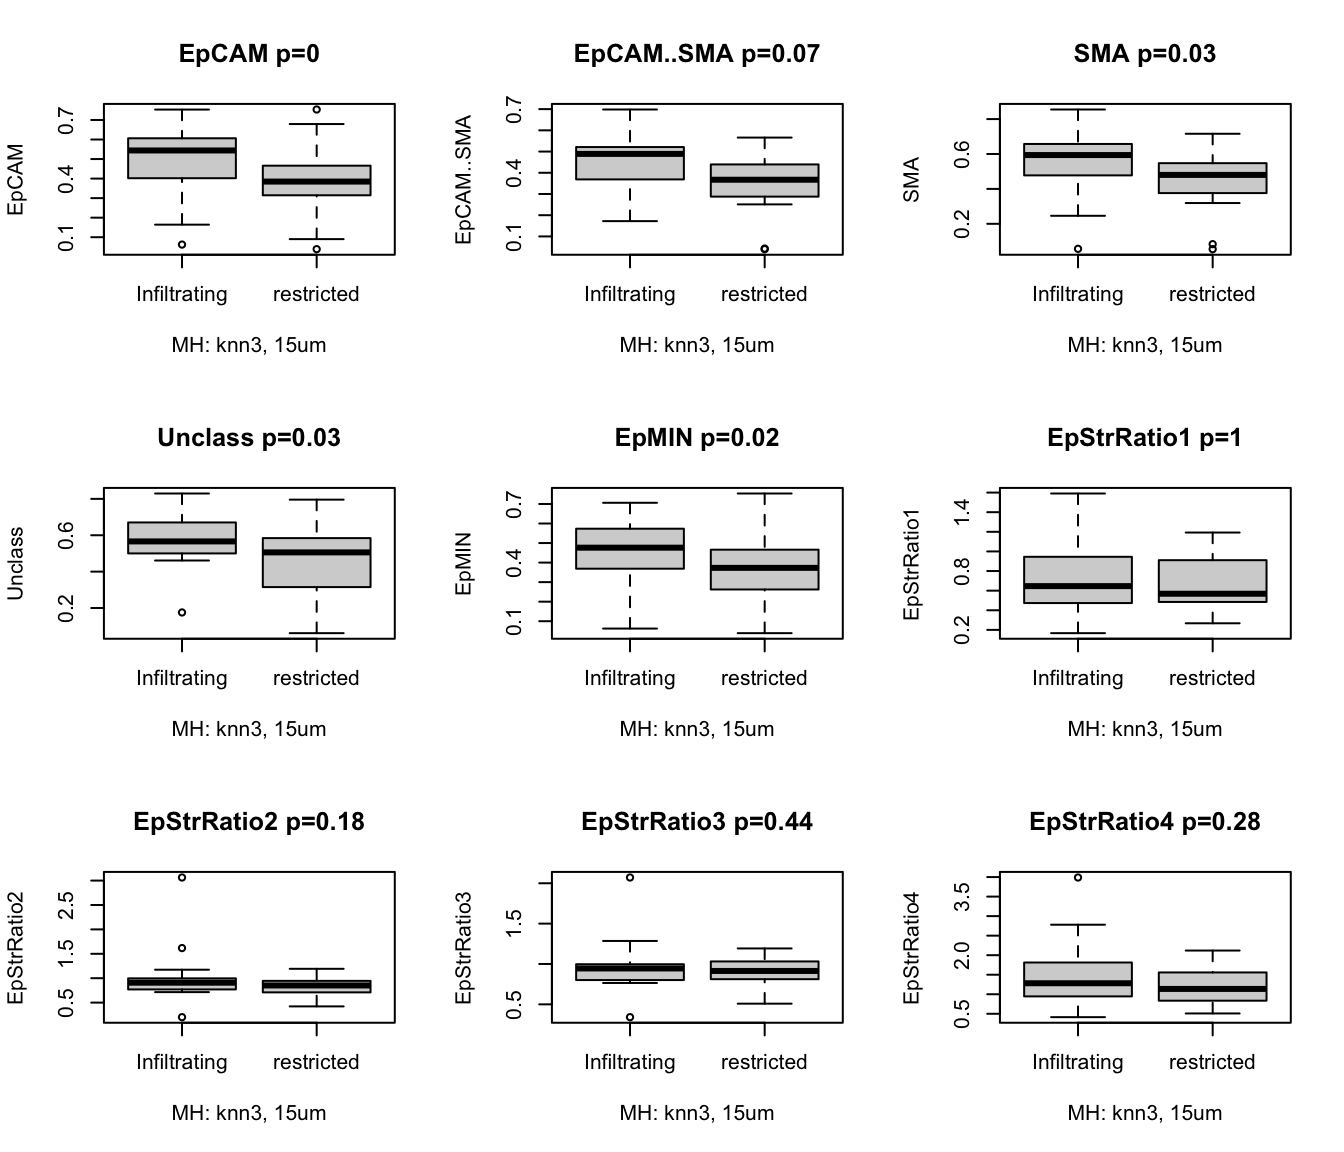 EpCAM p=0
EpCAM
0.1 0.4 0.7
Infiltrating restricted
MH: knn3, 15um
EpCAM..SMA p=0.07
EpCAM..SMA
0.1 0.4 0.7
Infiltrating restricted
MH: knn3, 15um
SMA p=0.03
SMA
0.2 0.6
Infiltrating restricted
MH: knn3, 15um
Unclass p=0.03
Unclass
0.2 0.6
Infiltrating restricted
MH: knn3, 15um
EpMIN p=0.02
EpMIN
0.1 0.4 0.7
Infiltrating restricted
MH: knn3, 15um
EpStrRatio1 p=1
EpStrRatio1
0.2 0.8 1.4
Infiltrating restricted
MH: knn3, 15um
EpStrRatio2 p=0.18
EpStrRatio2
0.5 1.5 2.5
Infiltrating restricted
MH: knn3, 15um
EpStrRatio3 p=0.44
EpStrRatio3
0.5 1.5
Infiltrating restricted
MH: knn3, 15um
EpStrRatio4 p=0.28
EpStrRatio4
0.5 2.0 3.5
Infiltrating restricted
MH: knn3, 15um